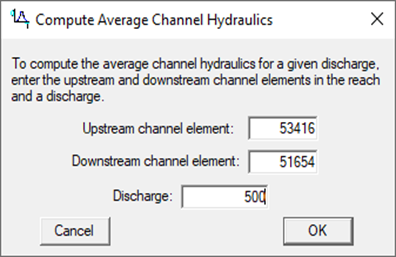 Compute Average Channel Hydraulics
To compute the average channel hydraulics for a given discharge,
enter the upstream and downstream channel elements in the reach
and a discharge.
Upstream channel element: 53416
Downstream channel element: 51654
Discharge: 500
Cancel OK